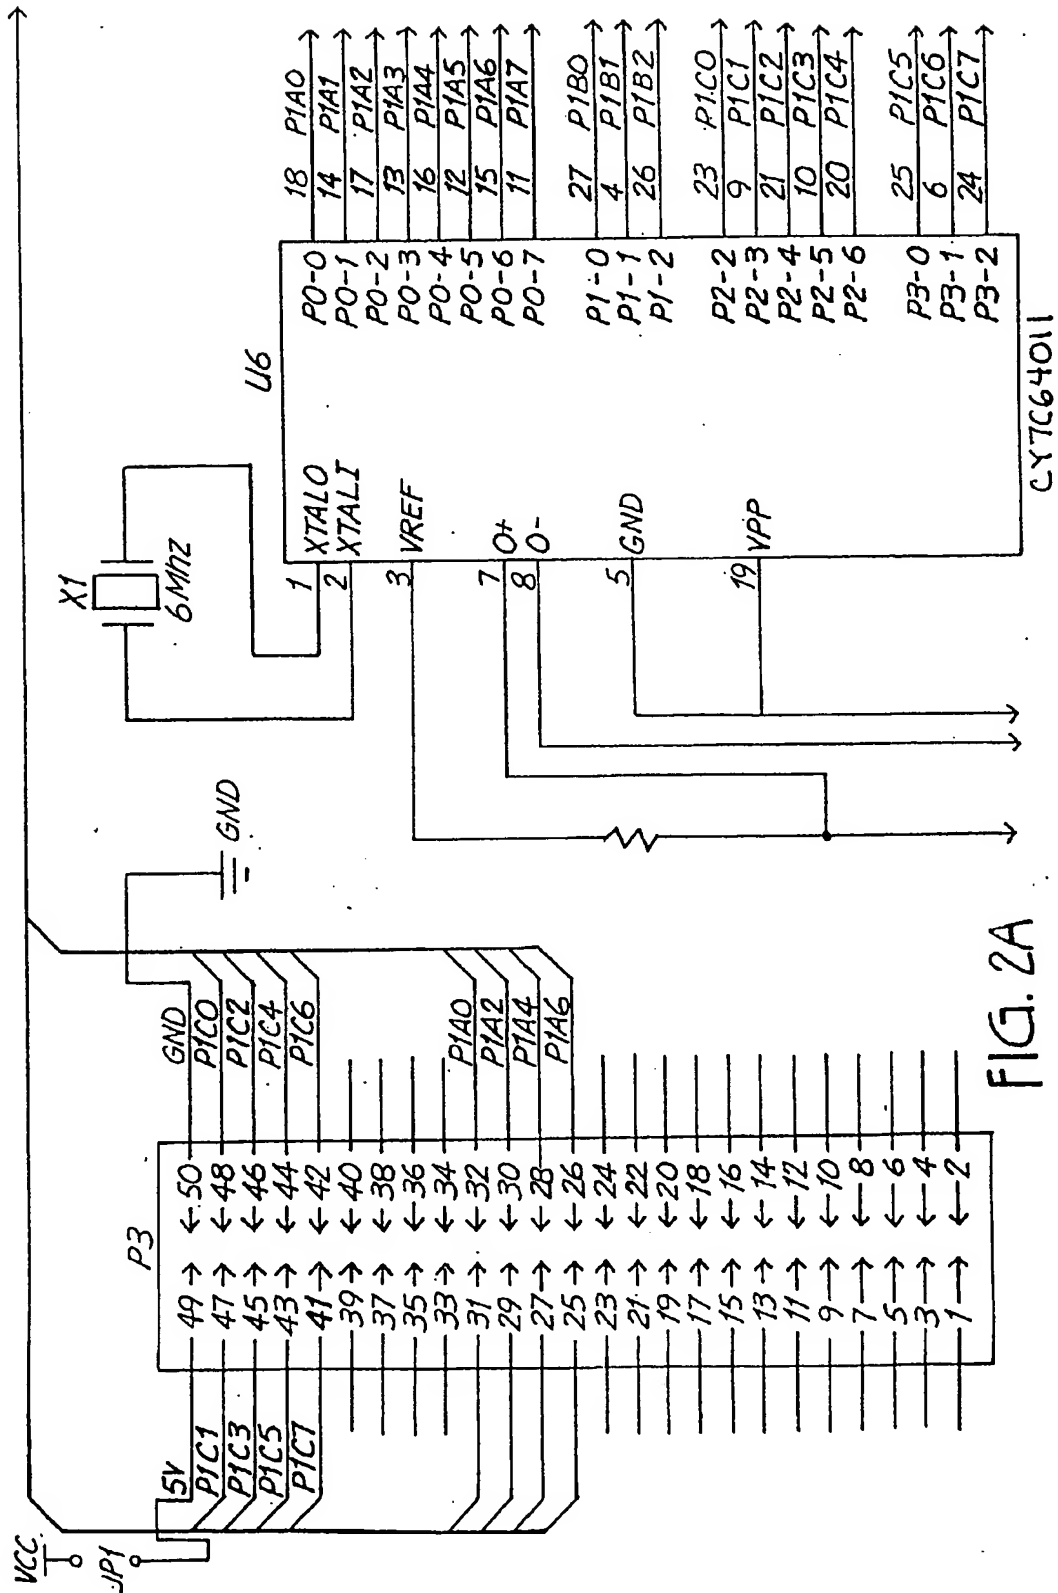 VCC
JP1
5V
P1C1
P1C3
P1C5
P1C7
P3
49 50
47 48
45 46
43 44
41 42
39 40
37 38
35 36
33 34
31 32
29 30
27 28
25 26
23 24
21 22
19 20
17 18
15 16
13 14
11 12
9 10
7 8
5 6
3 4
1 2
GND
P1C0
P1C2
P1C4
P1C6
P1A0
P1A2
P1A4
P1A6
GND
X1
6Mhz
U6
1 XTALO
2 XTALI
3 VREF
7 O+
8 O-
5 GND
19 VPP
P0-0 18 P1A0
P0-1 14 P1A1
P0-2 17 P1A2
P0-3 13 P1A3
P0-4 16 P1A4
P0-5 12 P1A5
P0-6 15 P1A6
P0-7 11 P1A7
P1-0 27 P1B0
P1-1 4 P1B1
P1-2 26 P1B2
P2-2 23 P1C0
P2-3 9 P1C1
P2-4 21 P1C2
P2-5 10 P1C3
P2-6 20 P1C4
P3-0 25 P1C5
P3-1 6 P1C6
P3-2 24 P1C7
CY7C64011
FIG. 2A